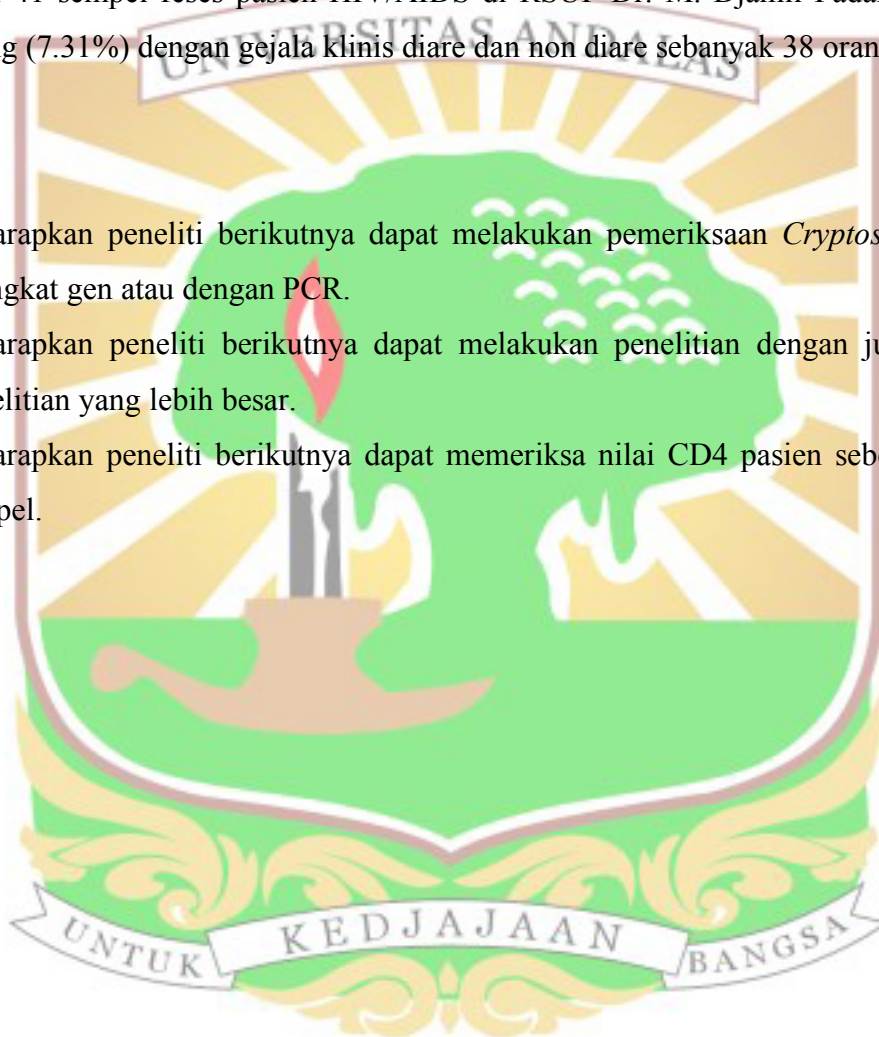 41 sempel feses pasien HIV/AIDS di RSUP Dr. M. Djamil Pada
g (7.31%) dengan gejala klinis diare dan non diare sebanyak 38 oran
UNIVERSITAS ANDALAS
arapkan peneliti berikutnya dapat melakukan pemeriksaan Cryptos
ngkat gen atau dengan PCR.
arapkan peneliti berikutnya dapat melakukan penelitian dengan ju
elitian yang lebih besar.
arapkan peneliti berikutnya dapat memeriksa nilai CD4 pasien sebe
pel.
UNTUK KEDJAJAAN BANGSA